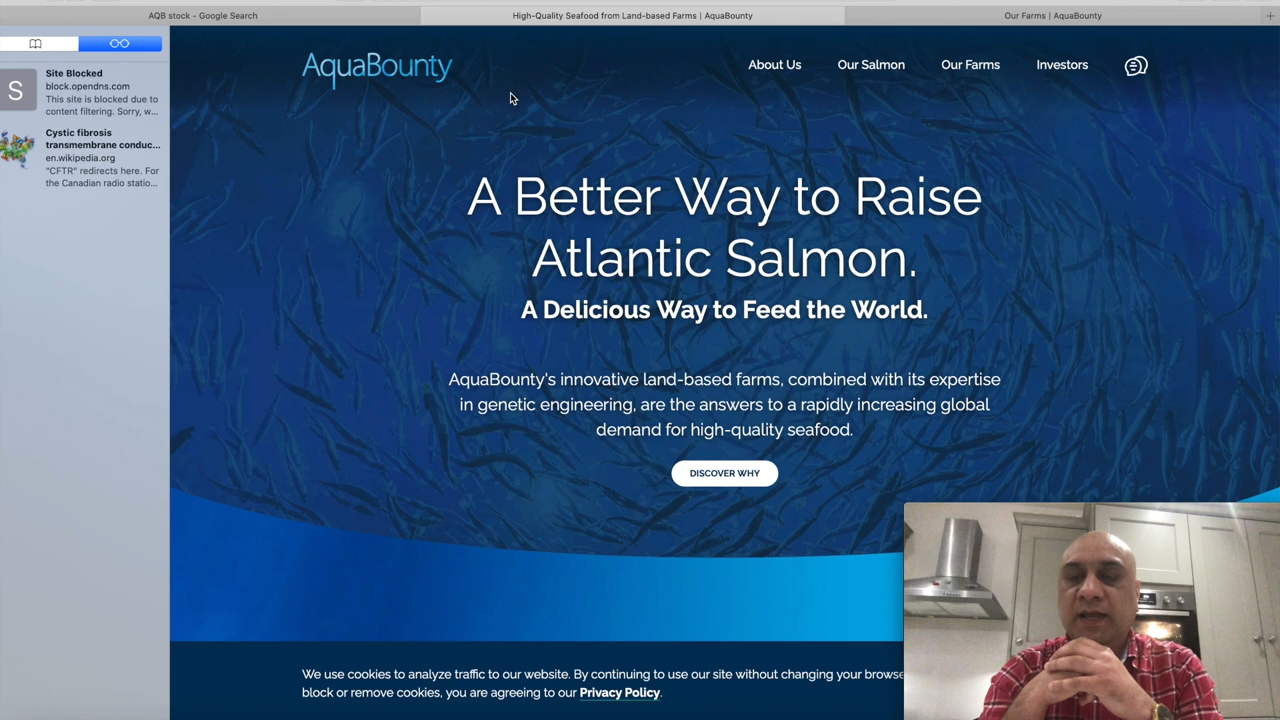 AQB stock - Google Search
High-Quality Seafood from Land-based Farms | AquaBounty
Our Farms | AquaBounty
S
Site Blocked
block.opendns.com
This site is blocked due to
content filtering. Sorry, w...
Cystic fibrosis
transmembrane conduc...
en.wikipedia.org
"CFTR" redirects here. For
the Canadian radio statio...
AquaBounty
About Us
Our Salmon
Our Farms
Investors
A Better Way to Raise
Atlantic Salmon.
A Delicious Way to Feed the World.
AquaBounty's innovative land-based farms, combined with its expertise
in genetic engineering, are the answers to a rapidly increasing global
demand for high-quality seafood.
DISCOVER WHY
We use cookies to analyze traffic to our website. By continuing to use our site without changing your browse
block or remove cookies, you are agreeing to our Privacy Policy.